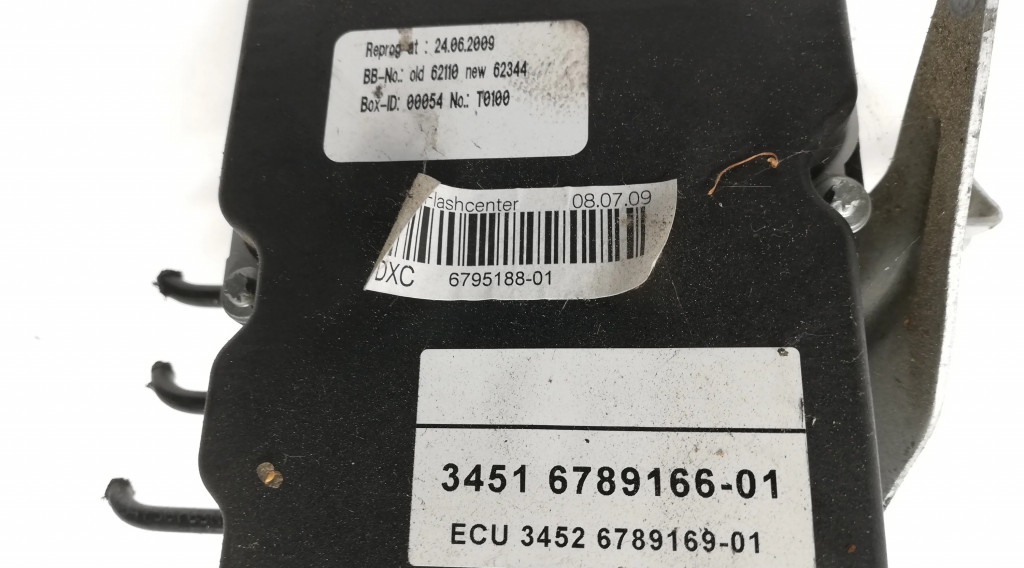 Reprog at : 24.06.2009
BB-No.: old 62110 new 62344
Box-ID: 00054 No.: T0100
Flashcenter 08.07.09
DXC 6795188-01
3451 6789166-01
ECU 3452 6789169-01